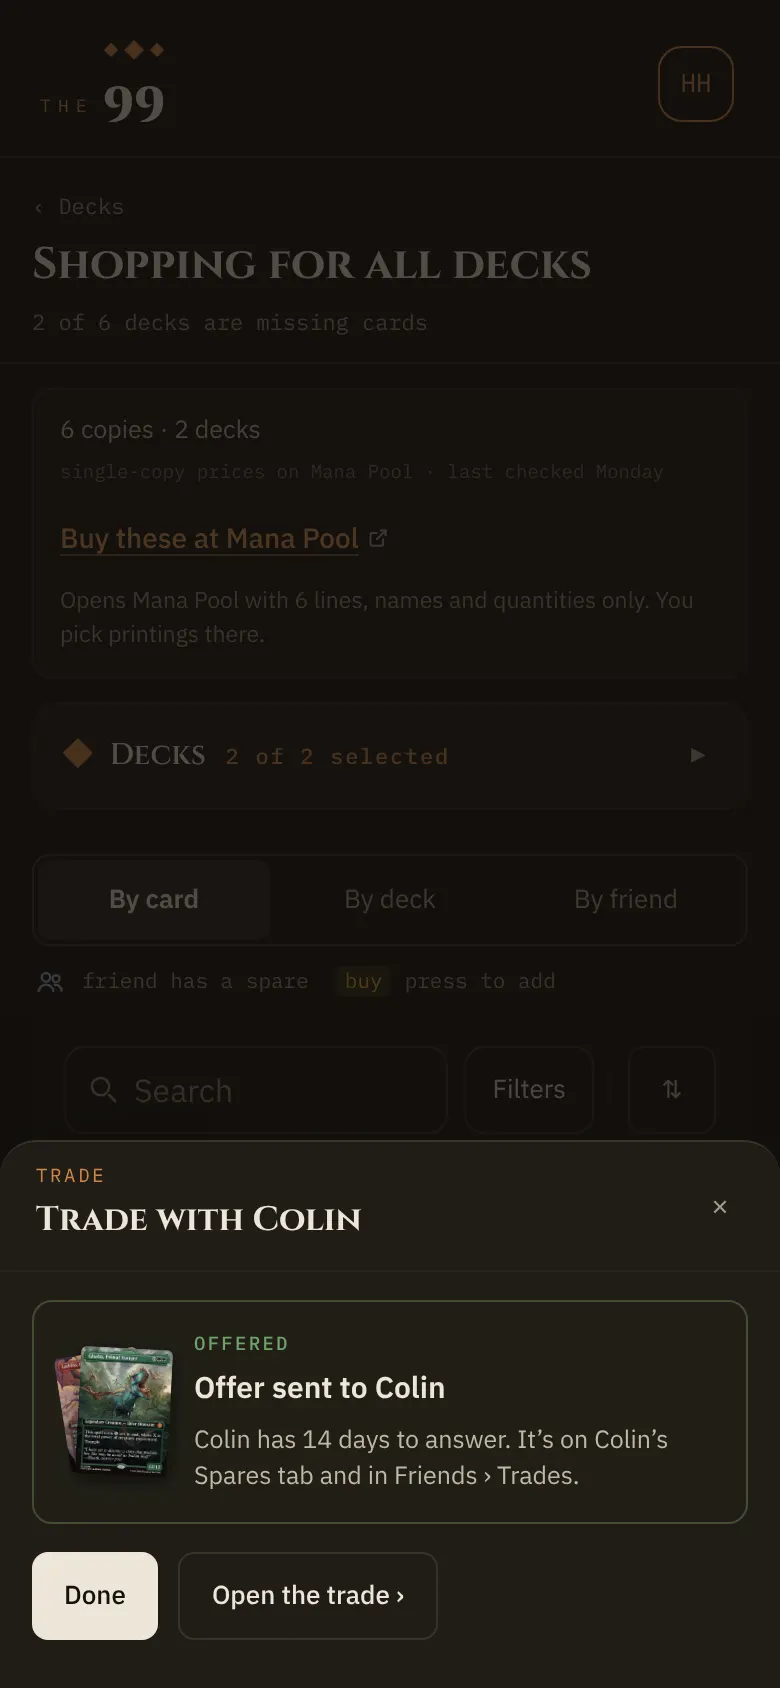 THE 99
HH
‹ Decks
Shopping for all decks
2 of 6 decks are missing cards
6 copies · 2 decks
single-copy prices on Mana Pool · last checked Monday
Buy these at Mana Pool
Opens Mana Pool with 6 lines, names and quantities only. You
pick printings there.
Decks 2 of 2 selected
By card By deck By friend
friend has a spare buy press to add
Search Filters
TRADE
Trade with Colin
×
OFFERED
Offer sent to Colin
Colin has 14 days to answer. It’s on Colin’s
Spares tab and in Friends › Trades.
Done Open the trade ›